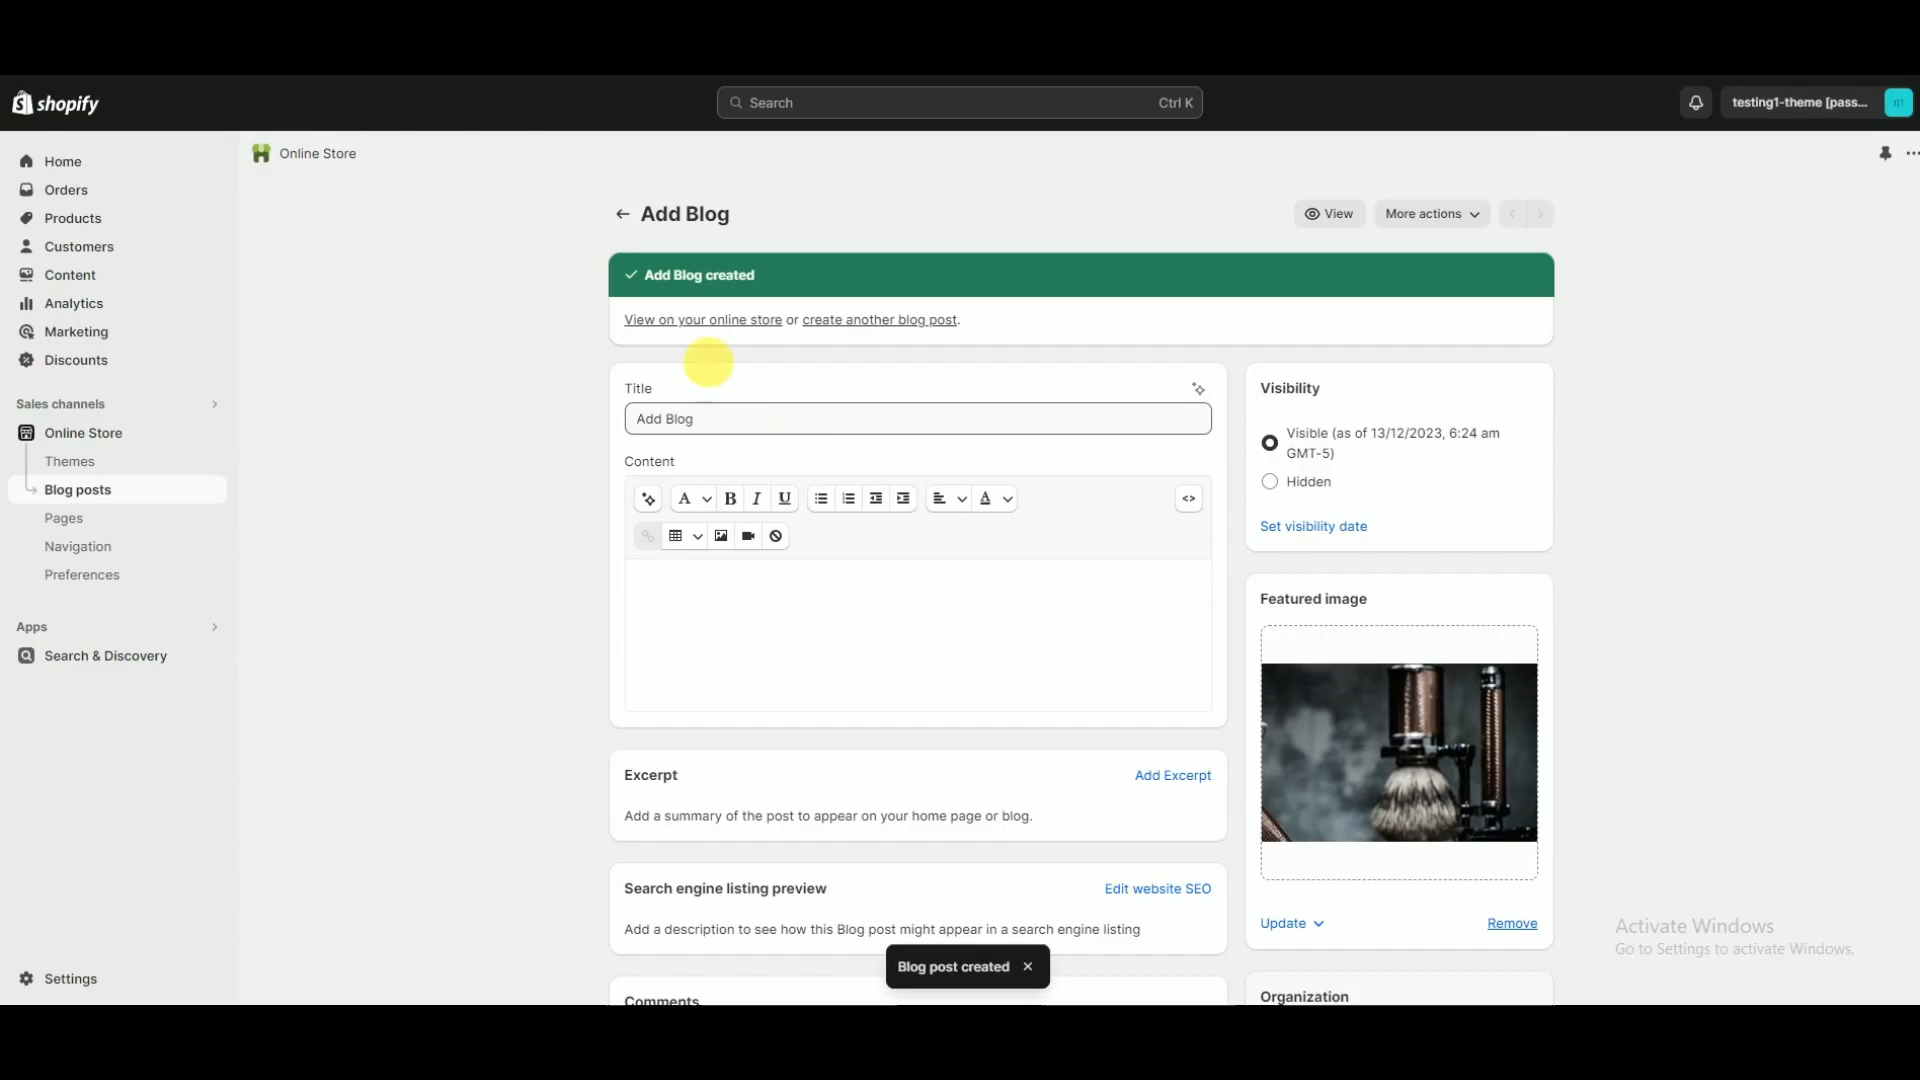 shopify
Search
Ctrl K
testing1-theme [pass...
Home
Orders
Products
Customers
Content
Analytics
Marketing
Discounts
Sales channels
Online Store
Themes
Blog posts
Pages
Navigation
Preferences
Apps
Search & Discovery
Settings
Online Store
Add Blog
View
More actions
Add Blog created
View on your online store or create another blog post.
Title
Add Blog
Content
A
B
I
U
A
<>
Excerpt
Add Excerpt
Add a summary of the post to appear on your home page or blog.
Search engine listing preview
Edit website SEO
Add a description to see how this Blog post might appear in a search engine listing
Blog post created
Comments
Visibility
Visible (as of 13/12/2023, 6:24 am
GMT-5)
Hidden
Set visibility date
Featured image
Update
Remove
Organization
Activate Windows
Go to Settings to activate Windows.